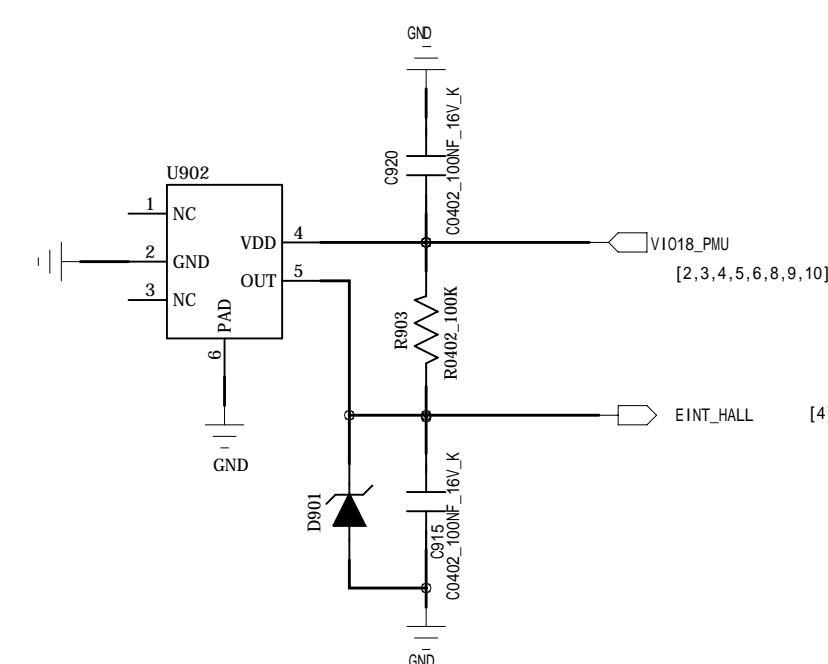 GND
C920
C0402_100NF_16V_K
U902
1 NC
2 GND
3 NC
VDD 4
OUT 5
PAD
6
GND
VIO18_PMU
[2,3,4,5,6,8,9,10]
R903
R0402_100K
EINT_HALL [4]
D901
C915
C0402_100NF_16V_K
GND